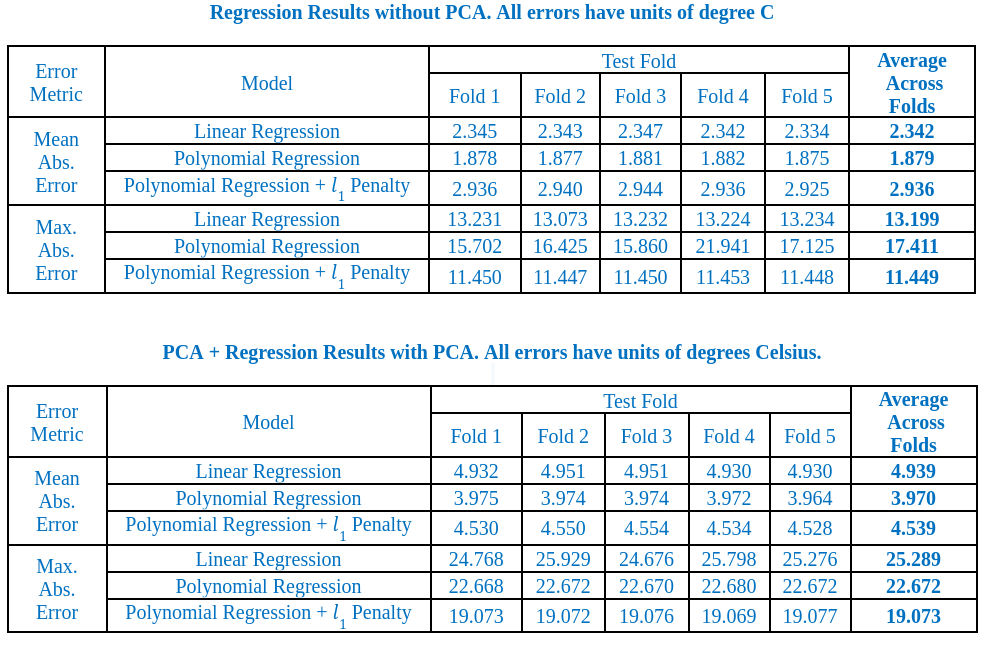 Regression Results without PCA. All errors have units of degree C
Error Metric | Model | Test Fold | Average Across Folds
Fold 1 | Fold 2 | Fold 3 | Fold 4 | Fold 5
Mean Abs. Error | Linear Regression | 2.345 | 2.343 | 2.347 | 2.342 | 2.334 | 2.342
Polynomial Regression | 1.878 | 1.877 | 1.881 | 1.882 | 1.875 | 1.879
Polynomial Regression + l1 Penalty | 2.936 | 2.940 | 2.944 | 2.936 | 2.925 | 2.936
Max. Abs. Error | Linear Regression | 13.231 | 13.073 | 13.232 | 13.224 | 13.234 | 13.199
Polynomial Regression | 15.702 | 16.425 | 15.860 | 21.941 | 17.125 | 17.411
Polynomial Regression + l1 Penalty | 11.450 | 11.447 | 11.450 | 11.453 | 11.448 | 11.449
PCA + Regression Results with PCA. All errors have units of degrees Celsius.
Error Metric | Model | Test Fold | Average Across Folds
Fold 1 | Fold 2 | Fold 3 | Fold 4 | Fold 5
Mean Abs. Error | Linear Regression | 4.932 | 4.951 | 4.951 | 4.930 | 4.930 | 4.939
Polynomial Regression | 3.975 | 3.974 | 3.974 | 3.972 | 3.964 | 3.970
Polynomial Regression + l1 Penalty | 4.530 | 4.550 | 4.554 | 4.534 | 4.528 | 4.539
Max. Abs. Error | Linear Regression | 24.768 | 25.929 | 24.676 | 25.798 | 25.276 | 25.289
Polynomial Regression | 22.668 | 22.672 | 22.670 | 22.680 | 22.672 | 22.672
Polynomial Regression + l1 Penalty | 19.073 | 19.072 | 19.076 | 19.069 | 19.077 | 19.073